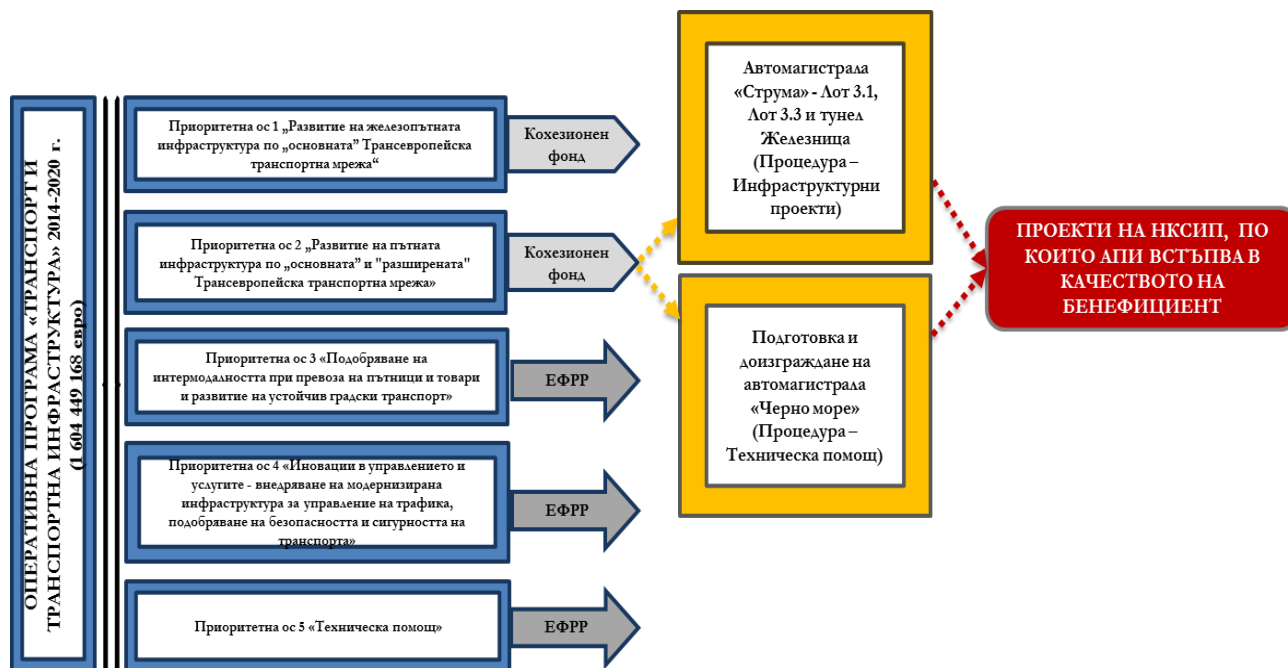 ОПЕРАТИВНА ПРОГРАМА «ТРАНСПОРТ И
ТРАНСПОРТНА ИНФРАСТРУКТУРА» 2014-2020 г.
(1 604 449 168 евро)
Приоритетна ос 1 „Развитие на железопътната
инфраструктура по „основната” Трансевропейска
транспортна мрежа“
Кохезионен
фонд
Приоритетна ос 2 „Развитие на пътната
инфраструктура по „основната” и "разширената"
Трансевропейска транспортна мрежа»
Кохезионен
фонд
Приоритетна ос 3 «Подобряване на
интермодалността при превоза на пътници и товари
и развитие на устойчив градски транспорт»
ЕФРР
Приоритетна ос 4 «Иновации в управлението и
услугите - внедряване на модернизирана
инфраструктура за управление на трафика,
подобряване на безопасността и сигурността на
транспорта»
ЕФРР
Приоритетна ос 5 «Техническа помощ»
ЕФРР
Автомагистрала
«Струма» - Лот 3.1,
Лот 3.3 и тунел
Железница
(Процедура –
Инфраструктурни
проекти)
Подготовка и
доизграждане на
автомагистрала
«Черно море»
(Процедура –
Техническа помощ)
ПРОЕКТИ НА НКСИП, ПО
КОИТО АПИ ВСТЪПВА В
КАЧЕСТВОТО НА
БЕНЕФИЦИЕНТ